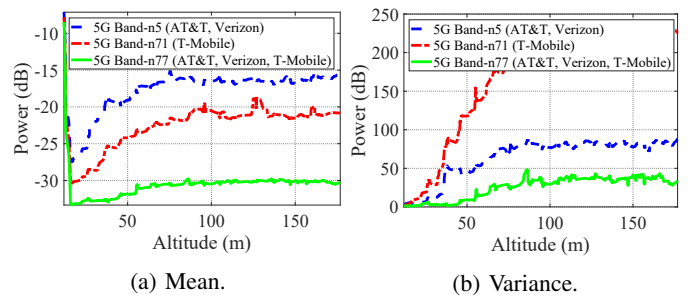 -7
-15
-20
-25
-30
Power (dB)
5G Band-n5 (AT&T, Verizon)
5G Band-n71 (T-Mobile)
5G Band-n77 (AT&T, Verizon, T-Mobile)
50
100
150
Altitude (m)
(a) Mean.
250
200
150
100
50
0
Power (dB)
5G Band-n5 (AT&T, Verizon)
5G Band-n71 (T-Mobile)
5G Band-n77 (AT&T, Verizon, T-Mobile)
50
100
150
Altitude (m)
(b) Variance.